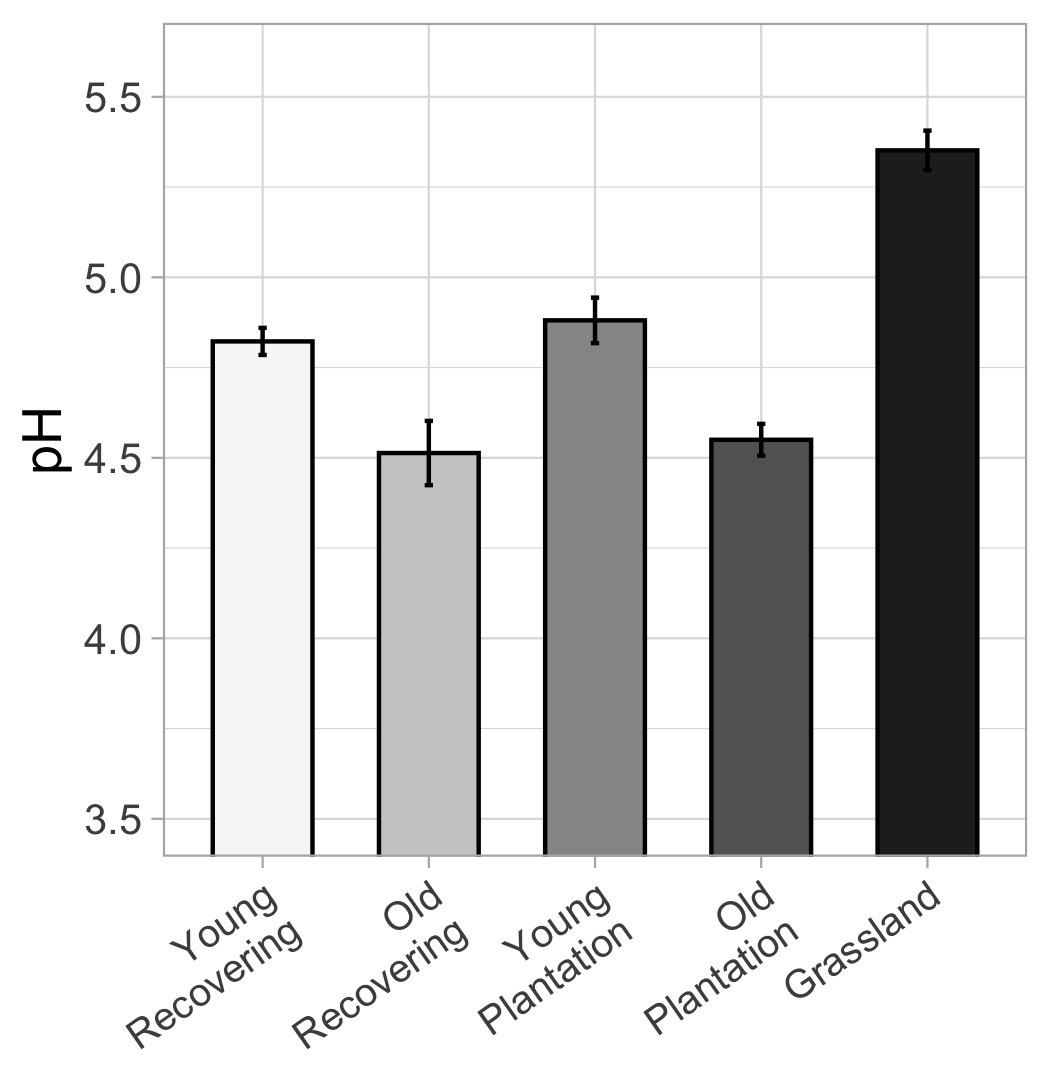 pH
5.5
5.0
4.5
4.0
3.5
Young
Recovering
Old
Recovering
Young
Plantation
Old
Plantation
Grassland